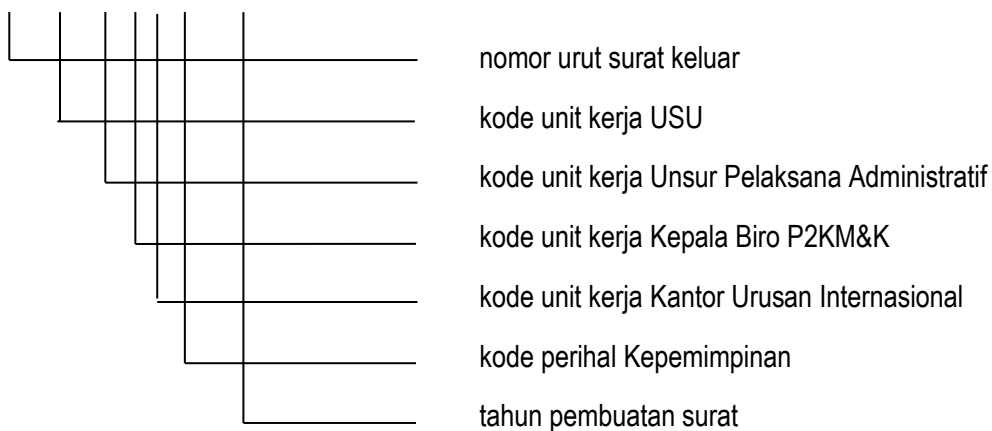 nomor urut surat keluar
kode unit kerja USU
kode unit kerja Unsur Pelaksana Administratif
kode unit kerja Kepala Biro P2KM&K
kode unit kerja Kantor Urusan Internasional
kode perihal Kepemimpinan
tahun pembuatan surat